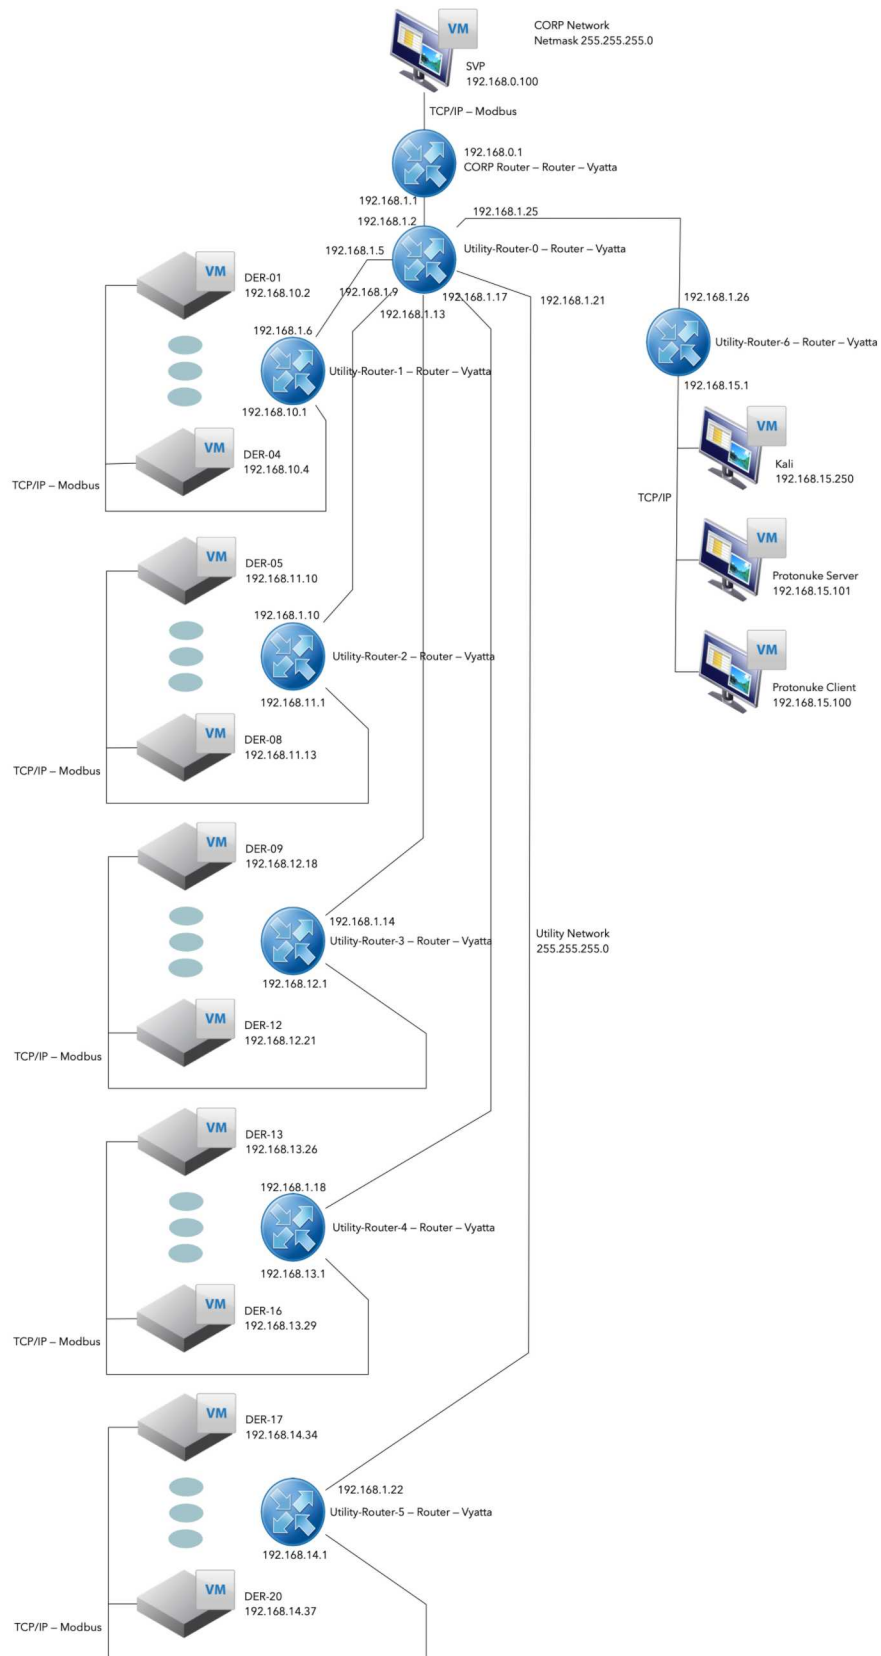 VM
CORP Network
Netmask 255.255.255.0
SVP
192.168.0.100
TCP/IP – Modbus
192.168.0.1
CORP Router – Router – Vyatta
192.168.1.1
192.168.1.2
192.168.1.25
Utility-Router-0 – Router – Vyatta
192.168.1.5
192.168.1.9
192.168.1.13
192.168.1.17
192.168.1.21
VM
DER-01
192.168.10.2
192.168.1.6
Utility-Router-1 – Router – Vyatta
192.168.10.1
VM
DER-04
192.168.10.4
TCP/IP – Modbus
192.168.1.26
Utility-Router-6 – Router – Vyatta
192.168.15.1
VM
Kali
192.168.15.250
TCP/IP
VM
Protonuke Server
192.168.15.101
VM
Protonuke Client
192.168.15.100
VM
DER-05
192.168.11.10
192.168.1.10
Utility-Router-2 – Router – Vyatta
192.168.11.1
VM
DER-08
192.168.11.13
TCP/IP – Modbus
VM
DER-09
192.168.12.18
192.168.1.14
Utility-Router-3 – Router – Vyatta
192.168.12.1
Utility Network
255.255.255.0
VM
DER-12
192.168.12.21
TCP/IP – Modbus
VM
DER-13
192.168.13.26
192.168.1.18
Utility-Router-4 – Router – Vyatta
192.168.13.1
VM
DER-16
192.168.13.29
TCP/IP – Modbus
VM
DER-17
192.168.14.34
192.168.1.22
Utility-Router-5 – Router – Vyatta
192.168.14.1
VM
DER-20
192.168.14.37
TCP/IP – Modbus